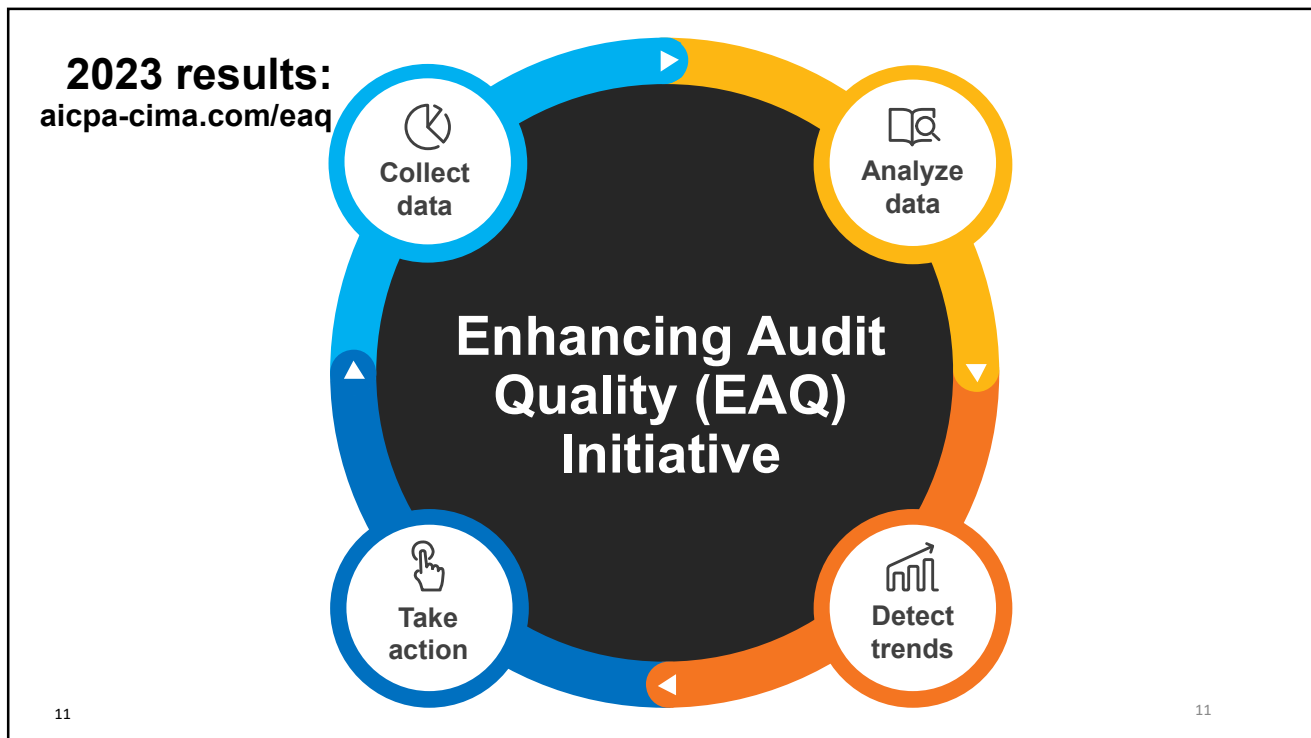 2023 results:
aicpa-cima.com/eaq
Collect
data
Analyze
data
Enhancing Audit
Quality (EAQ)
Initiative
Take
action
Detect
trends
11
11